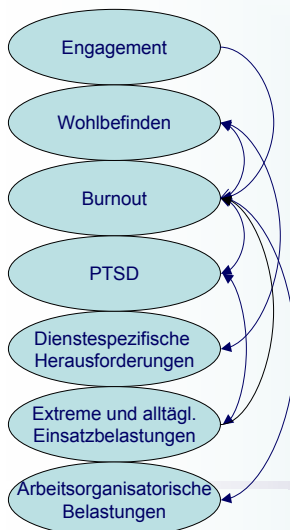 Engagement
Wohlbefinden
Burnout
PTSD
Dienstespezifische
Herausforderungen
Extreme und alltägl.
Einsatzbelastungen
Arbeitsorganisatorische
Belastungen